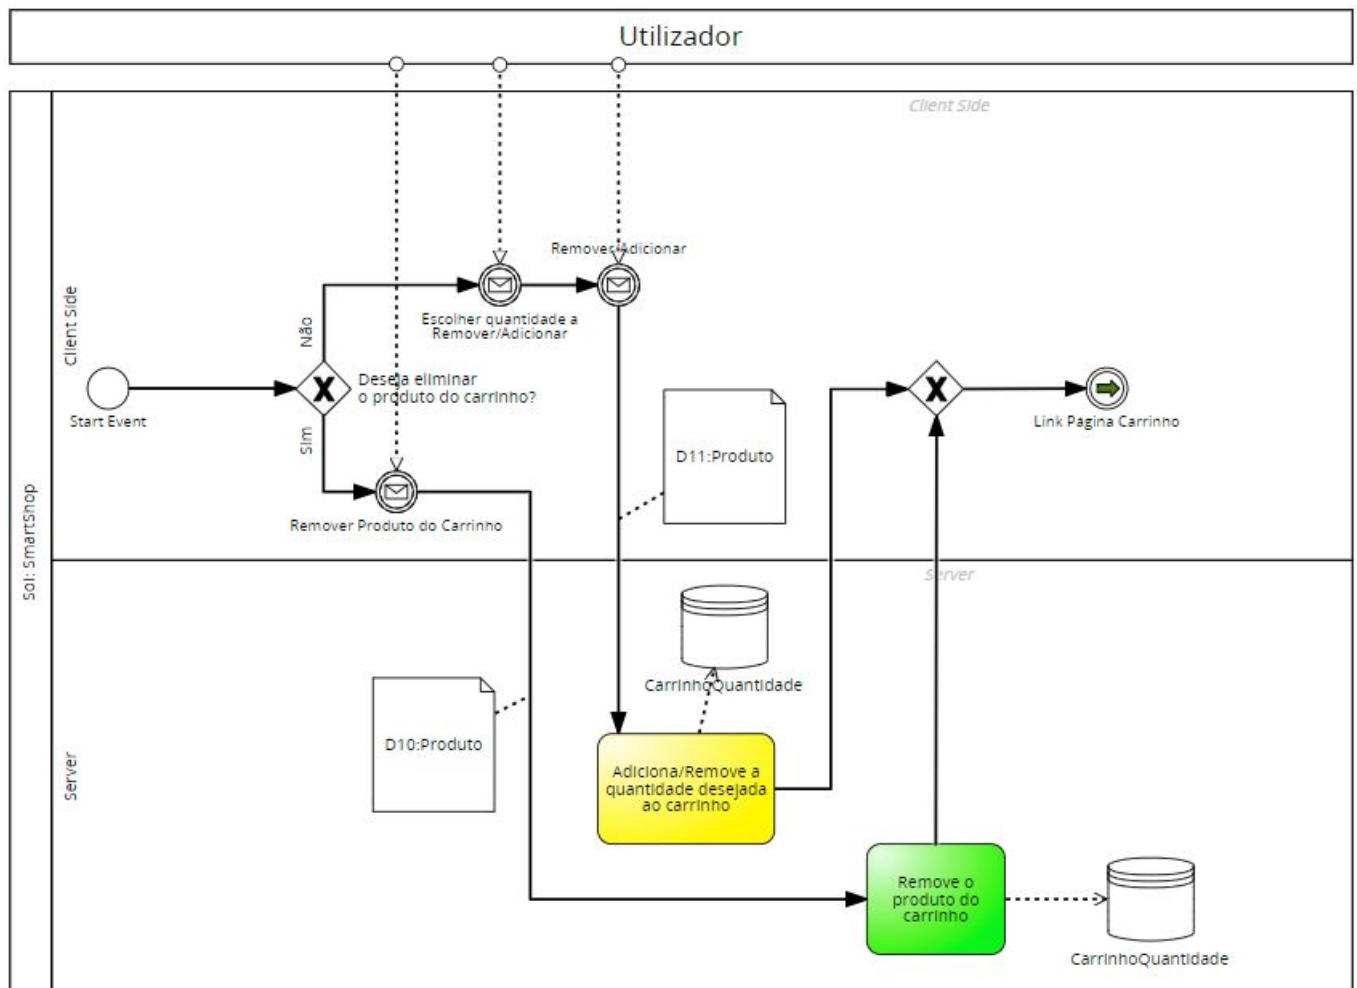 Utilizador
Client Side
Remover/Adicionar
Client Side
Não
Escolher quantidade a
Remover/Adicionar
Deseja eliminar
o produto do carrinho?
Start Event
Sim
Link Página Carrinho
D11:Produto
Remover Produto do Carrinho
SoI: SmartShop
Server
CarrinhoQuantidade
D10:Produto
Server
Adiciona/Remove a
quantidade desejada
ao carrinho
Remove o
produto do
carrinho
CarrinhoQuantidade